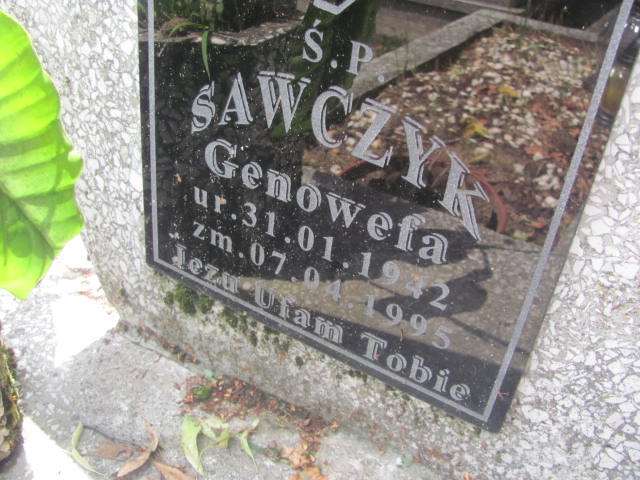 Ś.P.
SAWCZYK
Genowefa
ur.31.01.1942
zm.07.04.1995
Jezu Ufam Tobie